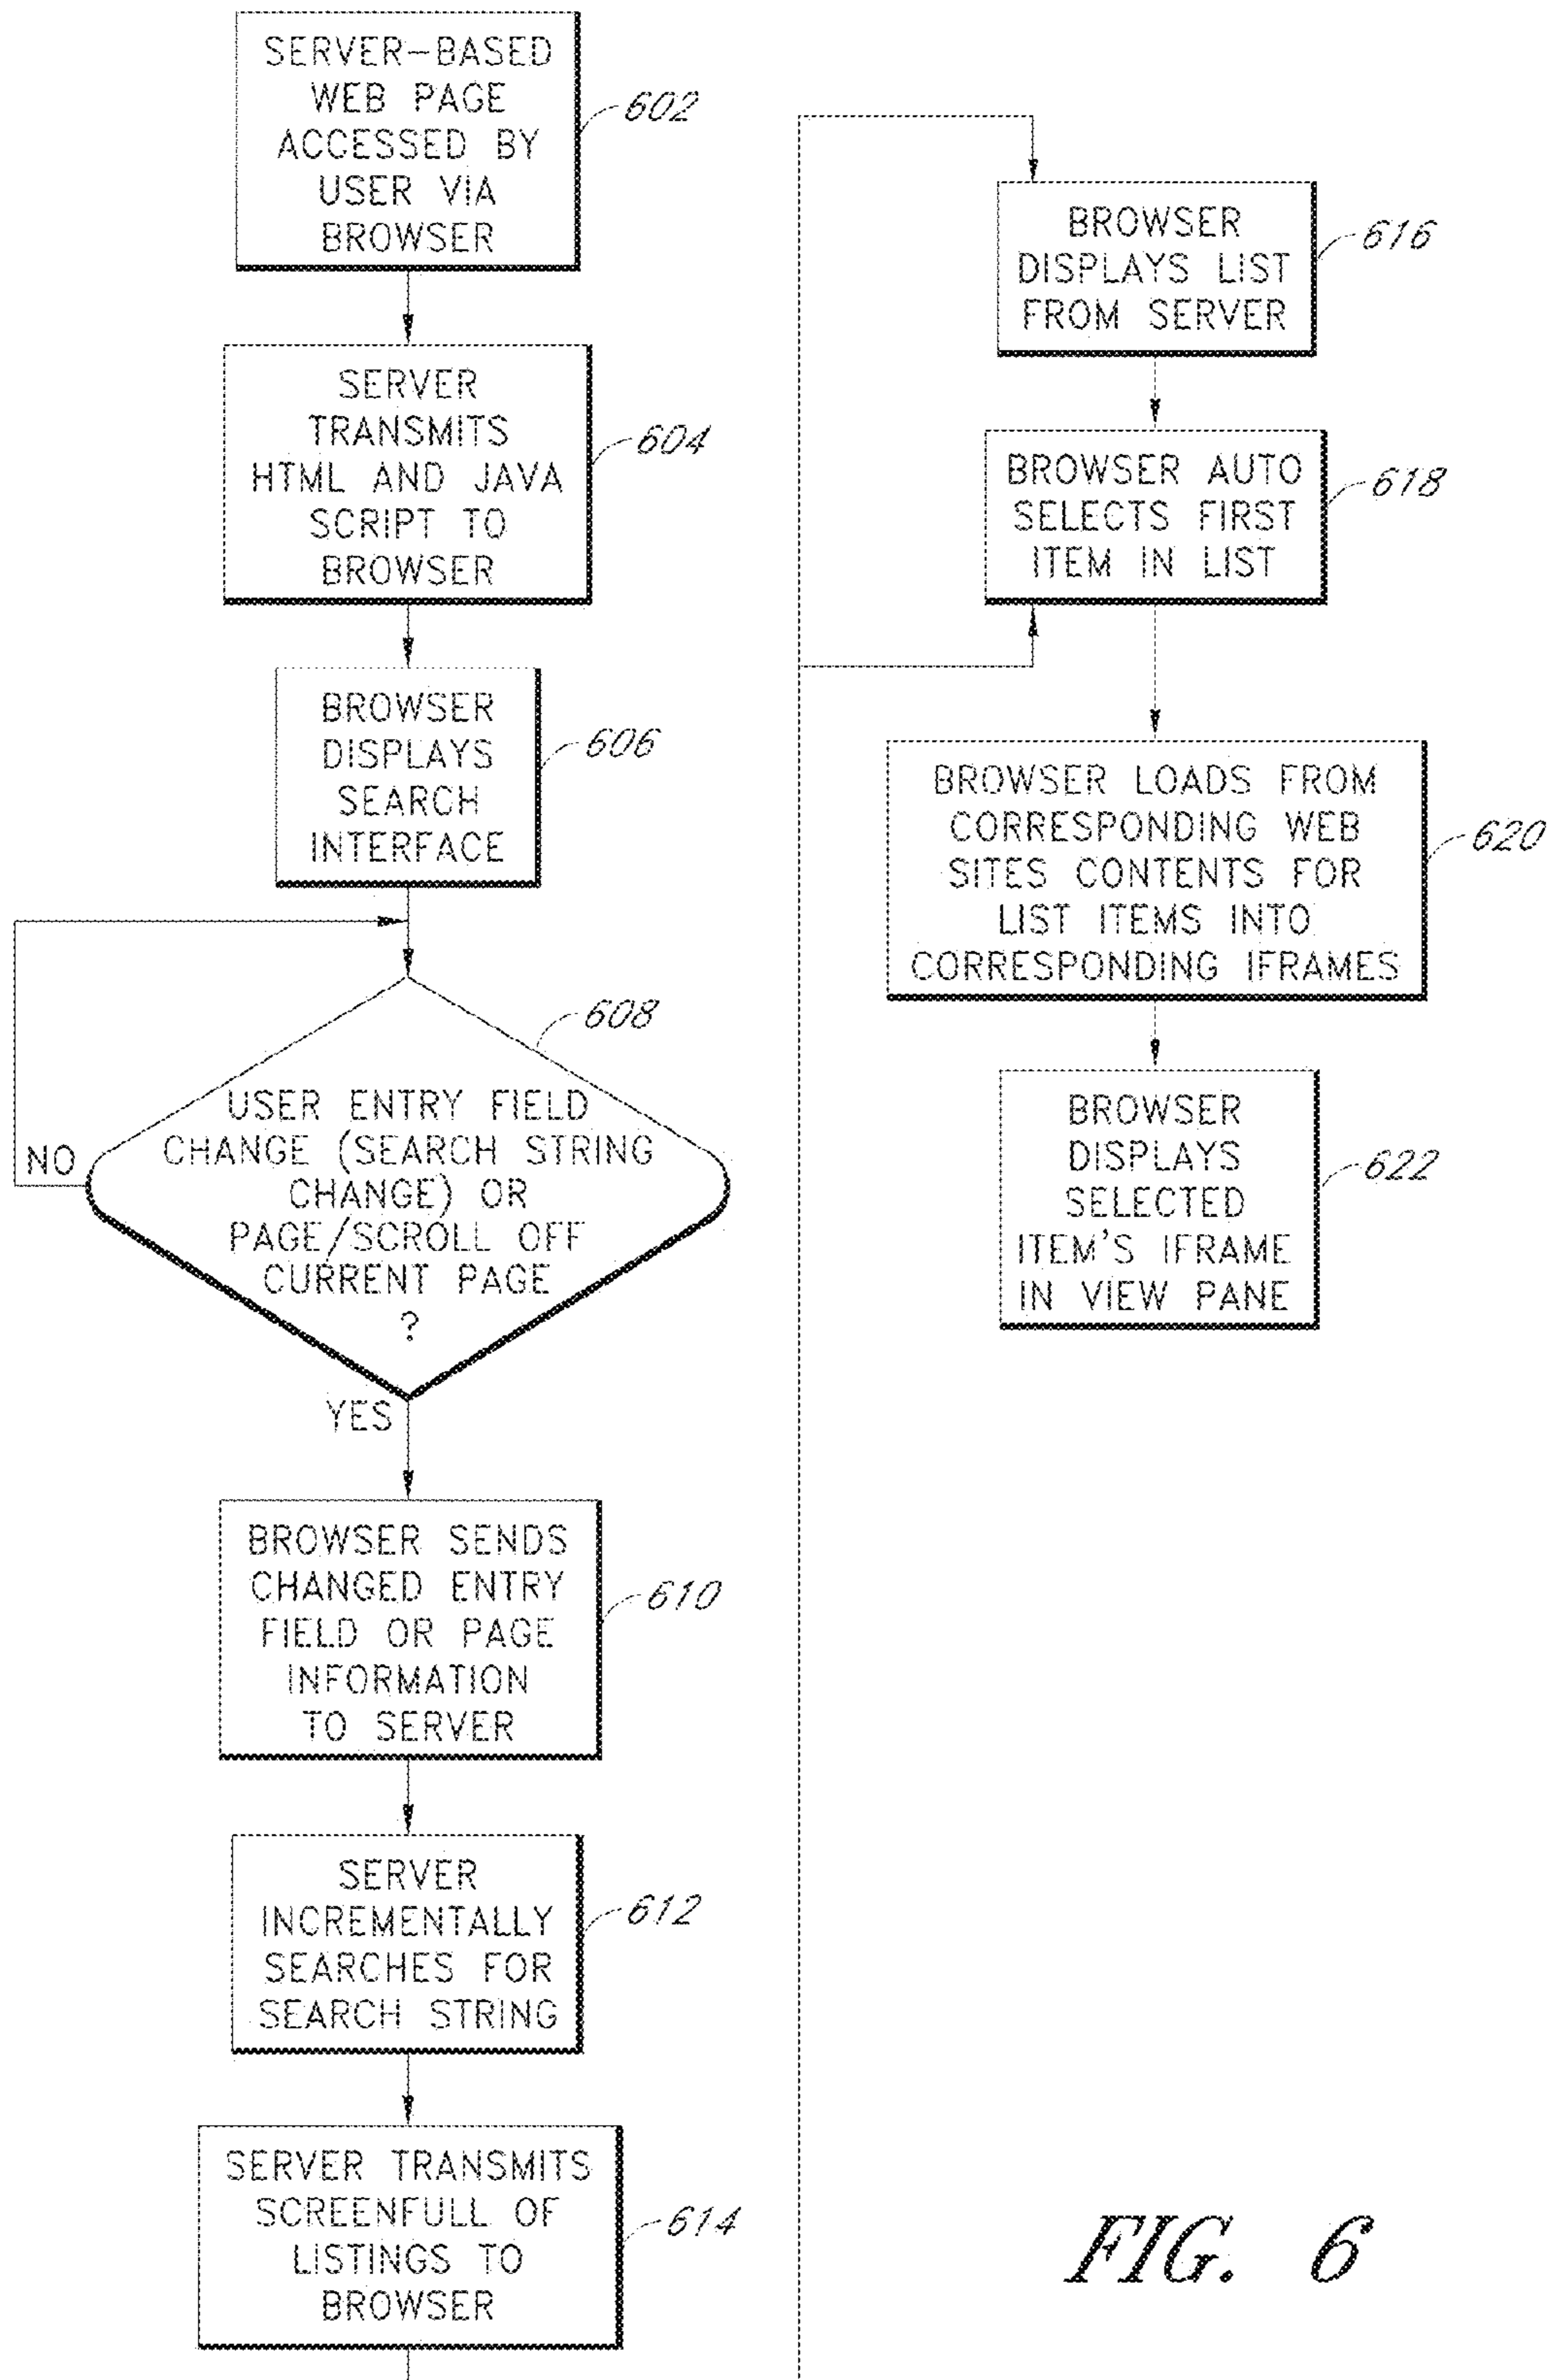 SERVER-BASED
WEB PAGE
ACCESSED BY
USER VIA
BROWSER
602
SERVER
TRANSMITS
HTML AND JAVA
SCRIPT TO
BROWSER
604
BROWSER
DISPLAYS
SEARCH
INTERFACE
606
608
USER ENTRY FIELD
CHANGE (SEARCH STRING
CHANGE) OR
PAGE/SCROLL OFF
CURRENT PAGE
?
NO
YES
BROWSER SENDS
CHANGED ENTRY
FIELD OR PAGE
INFORMATION
TO SERVER
610
SERVER
INCREMENTALLY
SEARCHES FOR
SEARCH STRING
612
SERVER TRANSMITS
SCREENFULL OF
LISTINGS TO
BROWSER
614
BROWSER
DISPLAYS LIST
FROM SERVER
616
BROWSER AUTO
SELECTS FIRST
ITEM IN LIST
618
BROWSER LOADS FROM
CORRESPONDING WEB
SITES CONTENTS FOR
LIST ITEMS INTO
CORRESPONDING IFRAMES
620
BROWSER
DISPLAYS
SELECTED
ITEM'S IFRAME
IN VIEW PANE
622
FIG. 6